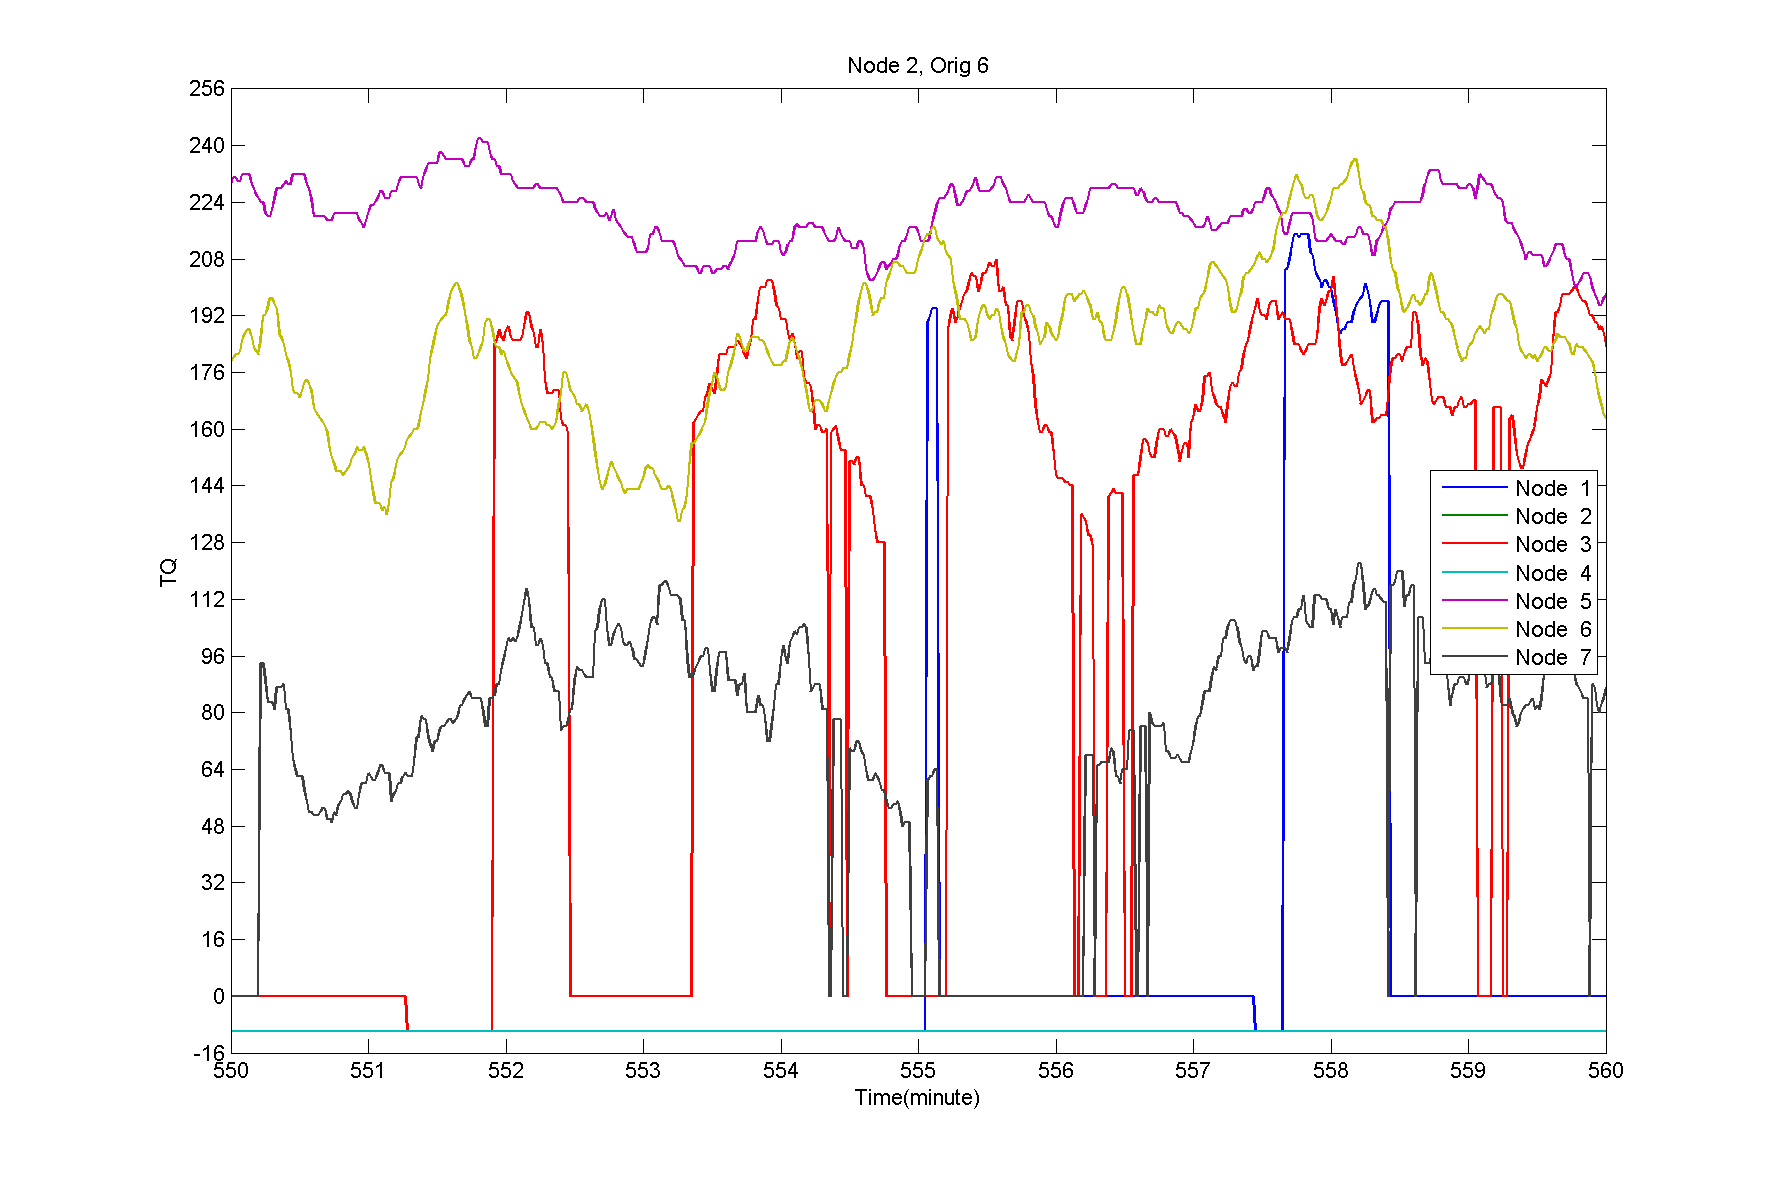 Node 2, Orig 6
256
240
224
208
192
176
160
144
128
112
96
80
64
48
32
16
0
-16
TQ
550 551 552 553 554 555 556 557 558 559 560
Time(minute)
Node 1
Node 2
Node 3
Node 4
Node 5
Node 6
Node 7